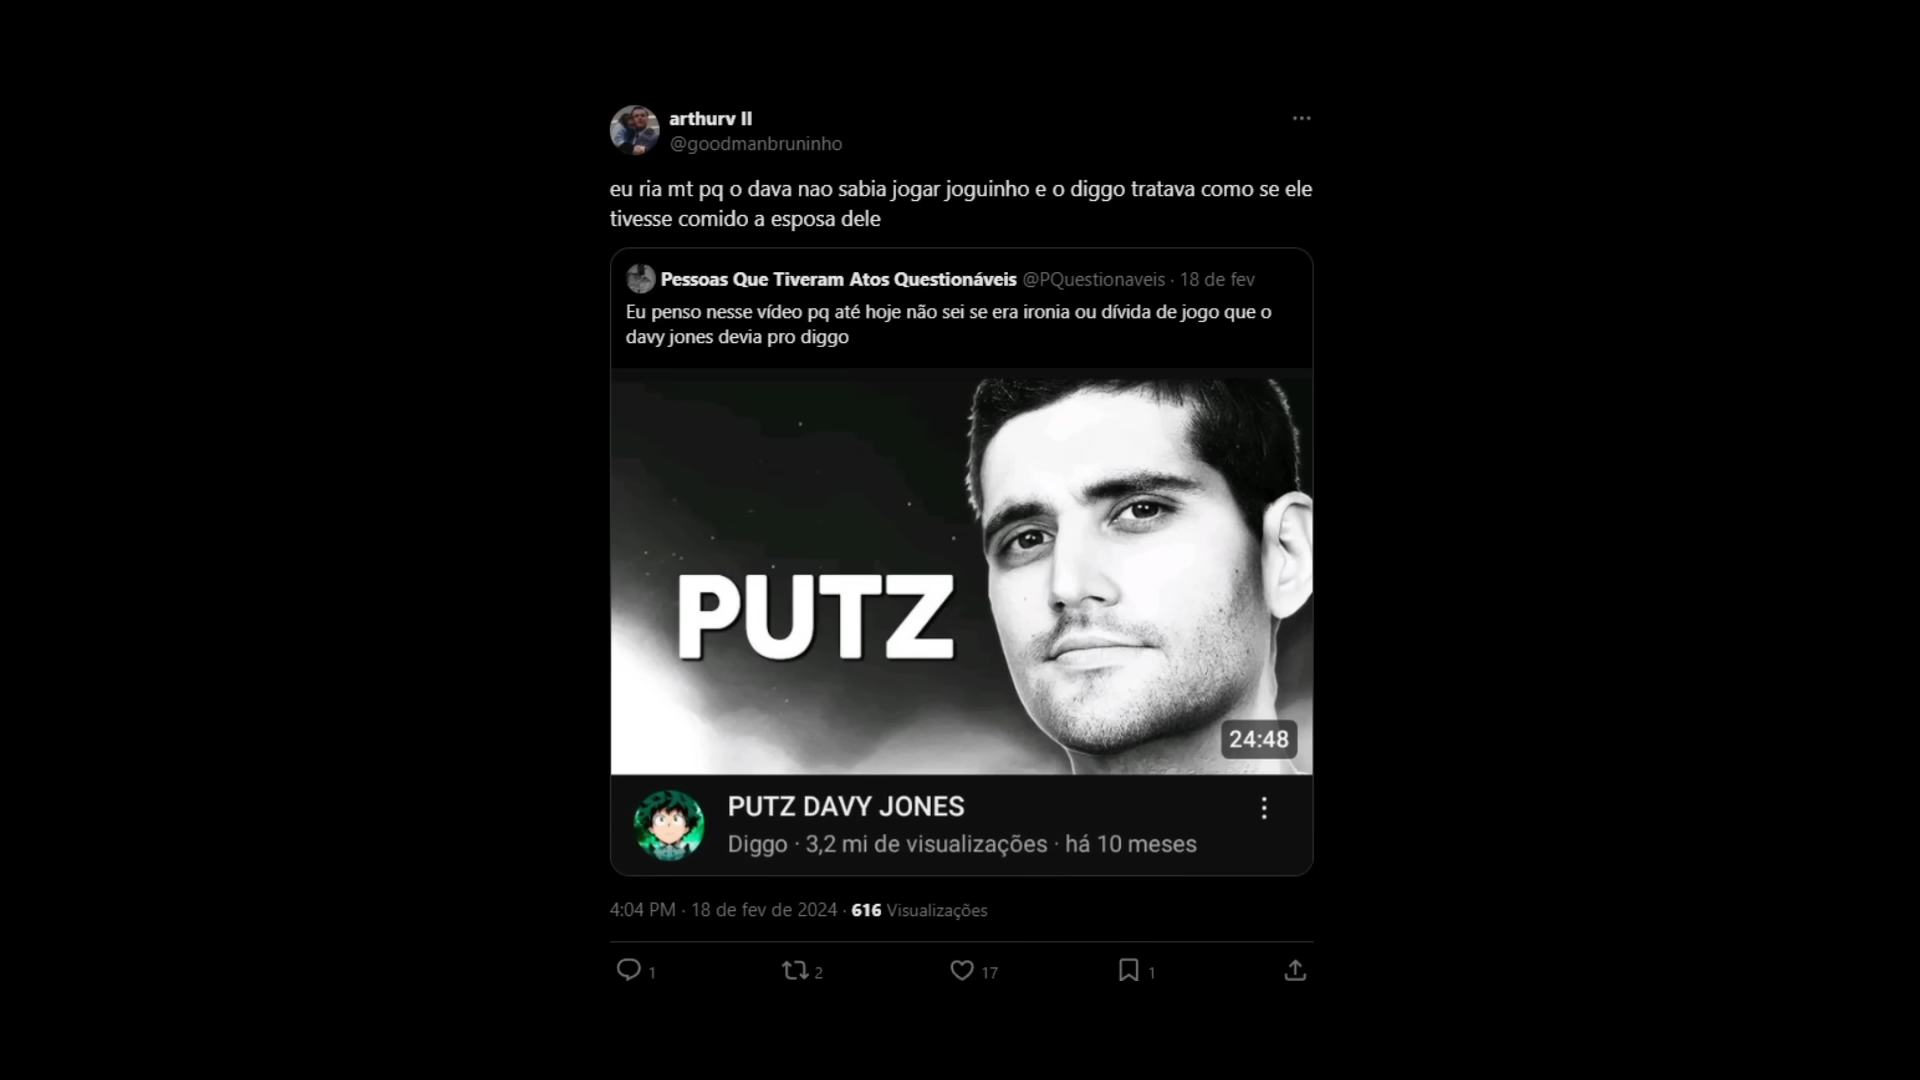 arthurv II
@goodmanbruninho
eu ria mt pq o dava nao sabia jogar joguinho e o diggo tratava como se ele
tivesse comido a esposa dele
Pessoas Que Tiveram Atos Questionáveis @PQuestionaveis · 18 de fev
Eu penso nesse vídeo pq até hoje não sei se era ironia ou dívida de jogo que o
davy jones devia pro diggo
PUTZ
24:48
PUTZ DAVY JONES
Diggo · 3,2 mi de visualizações · há 10 meses
4:04 PM · 18 de fev de 2024 · 616 Visualizações
1 2 17 1